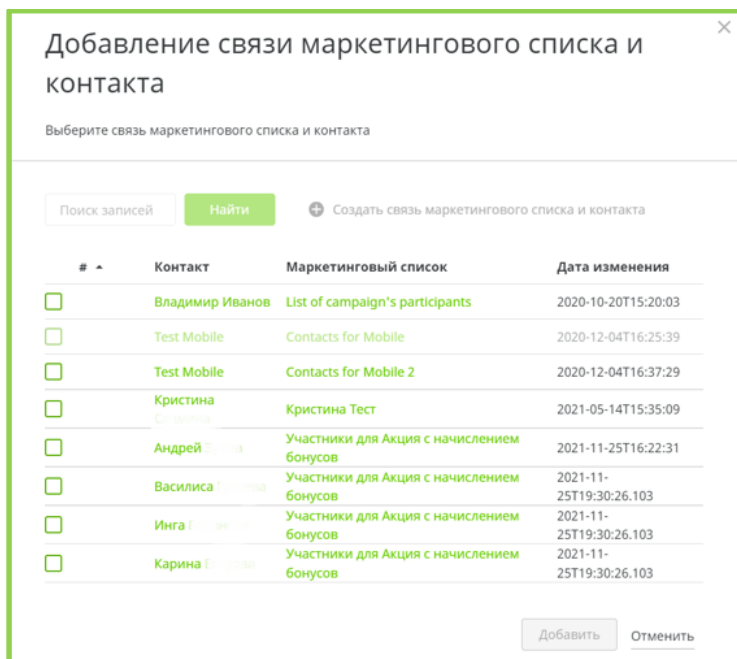 Добавление связи маркетингового списка и
контакта
Выберите связь маркетингового списка и контакта
Поиск записей Найти Создать связь маркетингового списка и контакта
# Контакт Маркетинговый список Дата изменения
Владимир Иванов List of campaign's participants 2020-10-20T15:20:03
Test Mobile Contacts for Mobile 2020-12-04T16:25:39
Test Mobile Contacts for Mobile 2 2020-12-04T16:37:29
Кристина Кристина Тест 2021-05-14T15:35:09
Андрей Участники для Акция с начислением 2021-11-25T16:22:31
бонусов
Василиса Участники для Акция с начислением 2021-11-
бонусов 25T19:30:26.103
Инга Участники для Акция с начислением 2021-11-
бонусов 25T19:30:26.103
Карина Участники для Акция с начислением 2021-11-
бонусов 25T19:30:26.103
Добавить Отменить